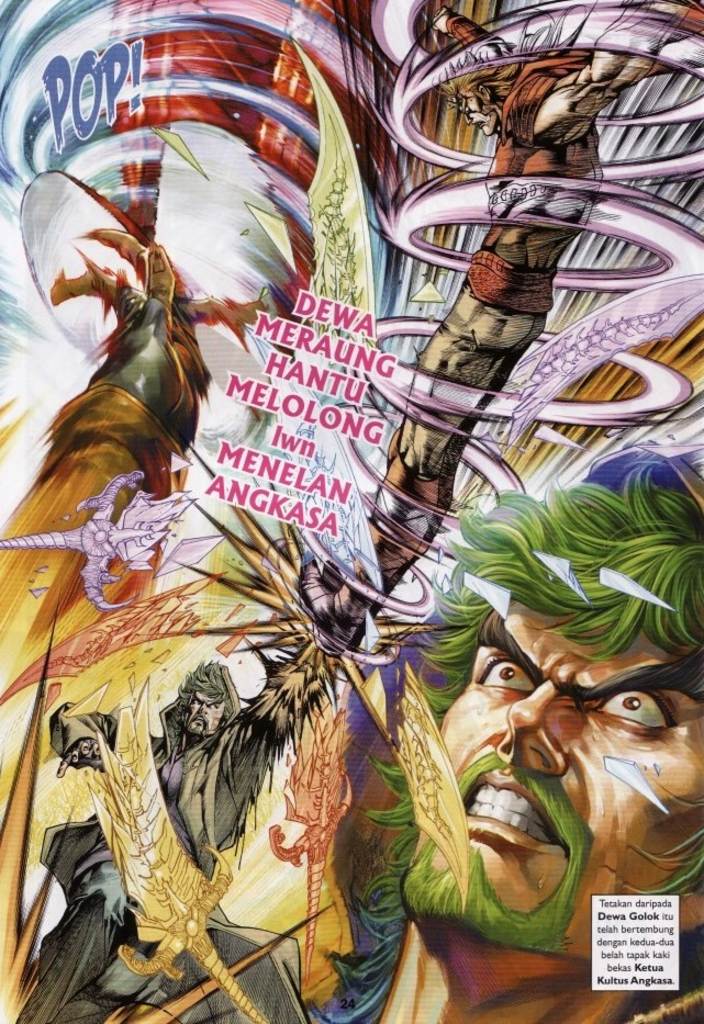 POP!
DEWA
MERAUNG
HANTU
MELOLONG
lwn
MENELAN
ANGKASA
Tetakan daripada
Dewa Golok itu
telah bertembung
dengan kedua-dua
belah tapak kaki
bekas Ketua
Kultus Angkasa.
24